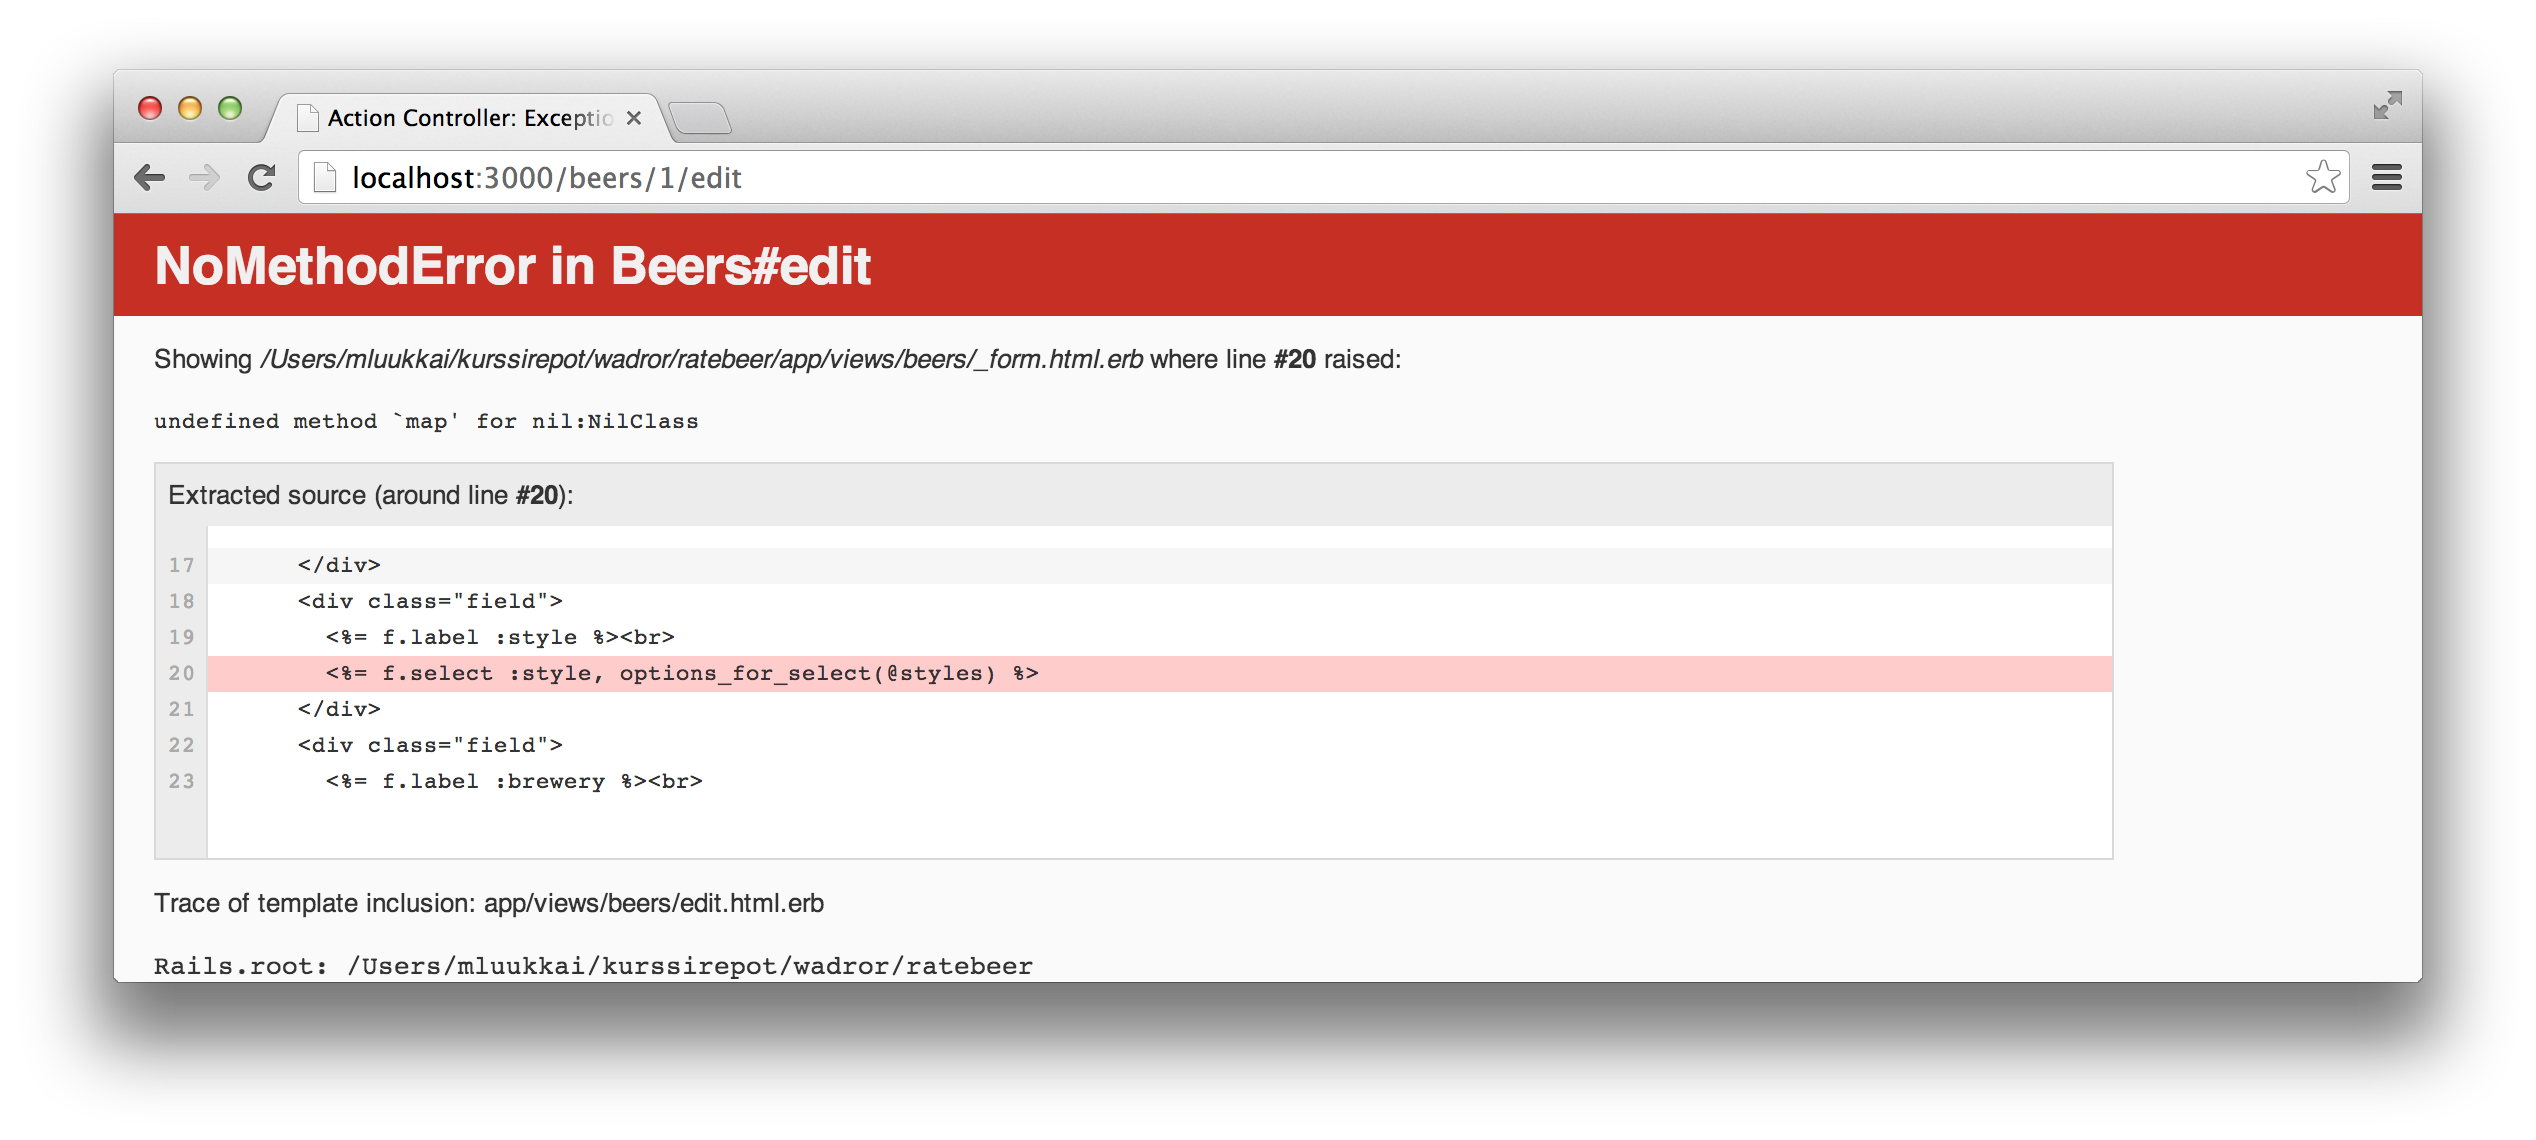 Action Controller: Exceptio
localhost:3000/beers/1/edit
NoMethodError in Beers#edit
Showing /Users/mluukkai/kurssirepot/wadror/ratebeer/app/views/beers/_form.html.erb where line #20 raised:
undefined method `map' for nil:NilClass
Extracted source (around line #20):
17 </div>
18 <div class="field">
19 <%= f.label :style %><br>
20 <%= f.select :style, options_for_select(@styles) %>
21 </div>
22 <div class="field">
23 <%= f.label :brewery %><br>
Trace of template inclusion: app/views/beers/edit.html.erb
Rails.root: /Users/mluukkai/kurssirepot/wadror/ratebeer